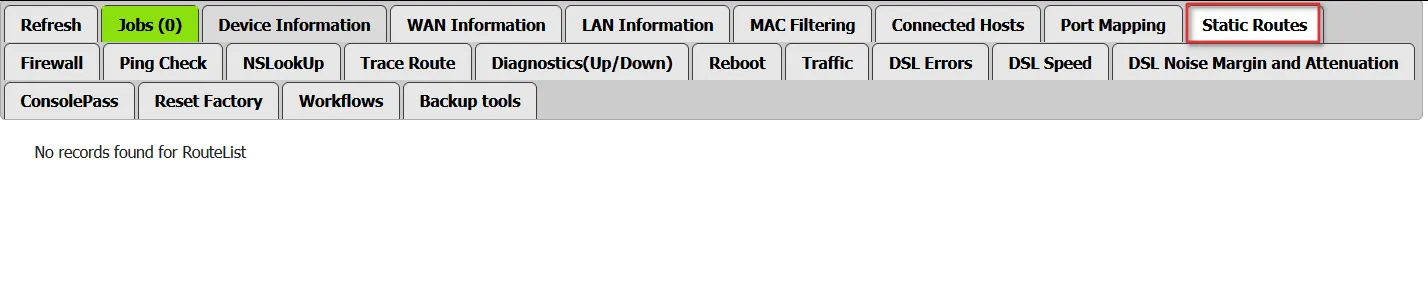 Refresh Jobs (0) Device Information WAN Information LAN Information MAC Filtering Connected Hosts Port Mapping Static Routes
Firewall Ping Check NSLookUp Trace Route Diagnostics(Up/Down) Reboot Traffic DSL Errors DSL Speed DSL Noise Margin and Attenuation
ConsolePass Reset Factory Workflows Backup tools
No records found for RouteList